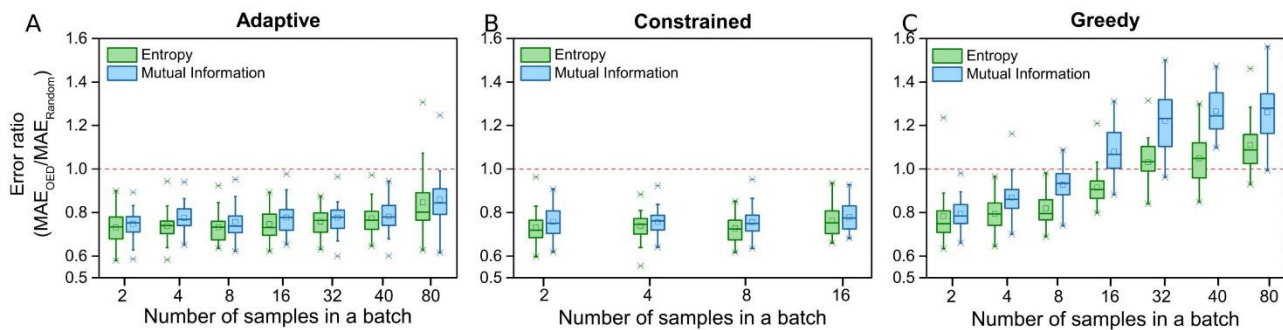 A
Adaptive
Error ratio
(MAE_OED/MAE_Random)
1.6
1.4
1.2
1.0
0.8
0.6
0.5
Entropy
Mutual Information
2 4 8 16 32 40 80
Number of samples in a batch
B
Constrained
1.6
1.4
1.2
1.0
0.8
0.6
0.5
Entropy
Mutual Information
2 4 8 16
Number of samples in a batch
C
Greedy
1.6
1.4
1.2
1.0
0.8
0.6
0.5
Entropy
Mutual Information
2 4 8 16 32 40 80
Number of samples in a batch